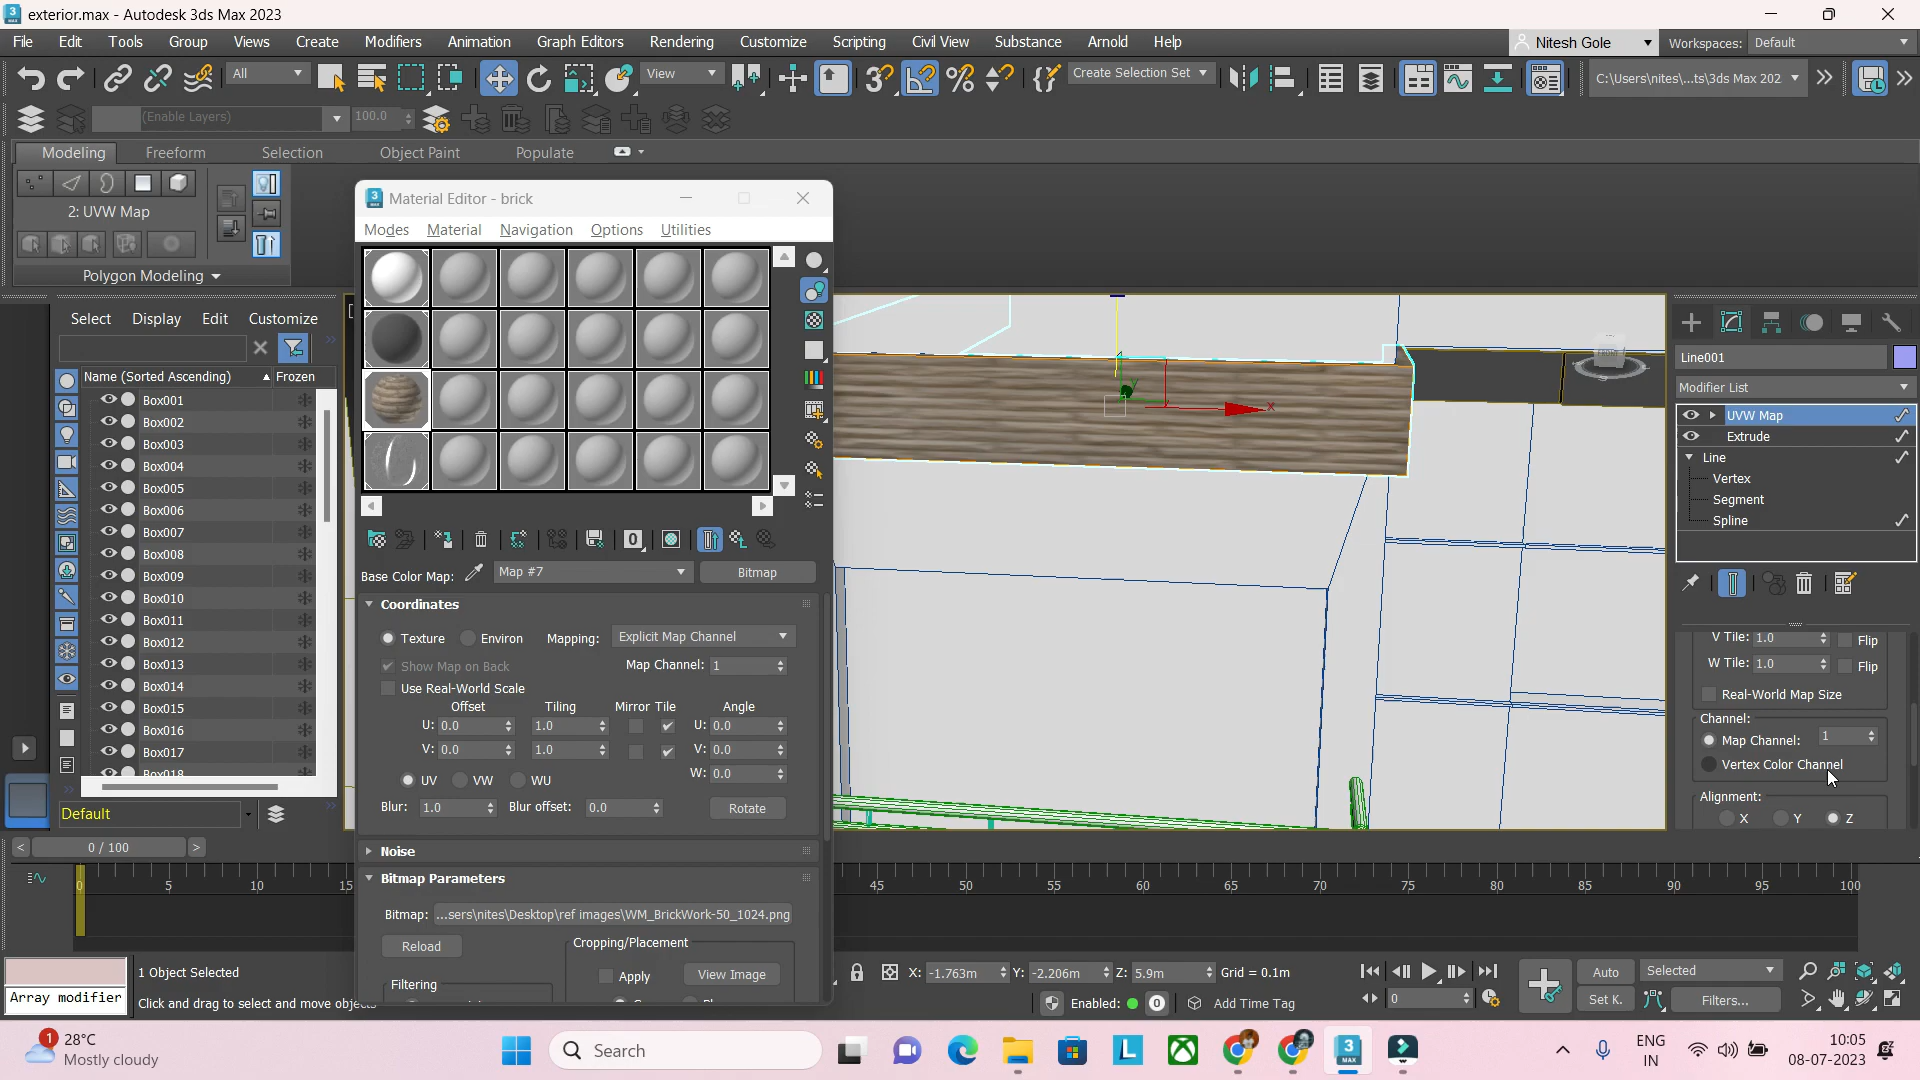 exterior.max - Autodesk 3ds Max 2023
File Edit Tools Group Views Create Modifiers Animation Graph Editors Rendering Customize Scripting Civil View Substance Arnold Help
Nitesh Gole Workspaces: Default
All View Create Selection Set C:\Users\nites\...ts\3ds Max 202
(Enable Layers) 100.0
Modeling Freeform Selection Object Paint Populate
2: UVW Map
Polygon Modeling
Select Display Edit Customize
Name (Sorted Ascending) Frozen
Box001
Box002
Box003
Box004
Box005
Box006
Box007
Box008
Box009
Box010
Box011
Box012
Box013
Box014
Box015
Box016
Box017
Box018
Default
Material Editor - brick
Modes Material Navigation Options Utilities
Base Color Map: Map #7 Bitmap
Coordinates
Texture Environ Mapping: Explicit Map Channel
Show Map on Back Map Channel: 1
Use Real-World Scale
Offset Tiling Mirror Tile Angle
U: 0.0 1.0 U: 0.0
V: 0.0 1.0 V: 0.0
W: 0.0
UV VW WU
Blur: 1.0 Blur offset: 0.0 Rotate
Noise
Bitmap Parameters
Bitmap: ...sers\nites\Desktop\ref images\WM_BrickWork-50_1024.png
Reload
Cropping/Placement
Apply View Image
Filtering
Line001
Modifier List
UVW Map
Extrude
Line
Vertex
Segment
Spline
V Tile: 1.0 Flip
W Tile: 1.0 Flip
Real-World Map Size
Channel:
Map Channel: 1
Vertex Color Channel
Alignment:
X Y Z
0 / 100
0 5 10 15 45 50 55 60 65 70 75 80 85 90 95 100
Array modifier
1 Object Selected
Click and drag to select and move objects
X: -1.763m Y: -2.206m Z: 5.9m Grid = 0.1m
Enabled: 0 Add Time Tag
0
Auto Selected
Set K. Filters...
28°C
Mostly cloudy
Search
ENG
IN
10:05
08-07-2023